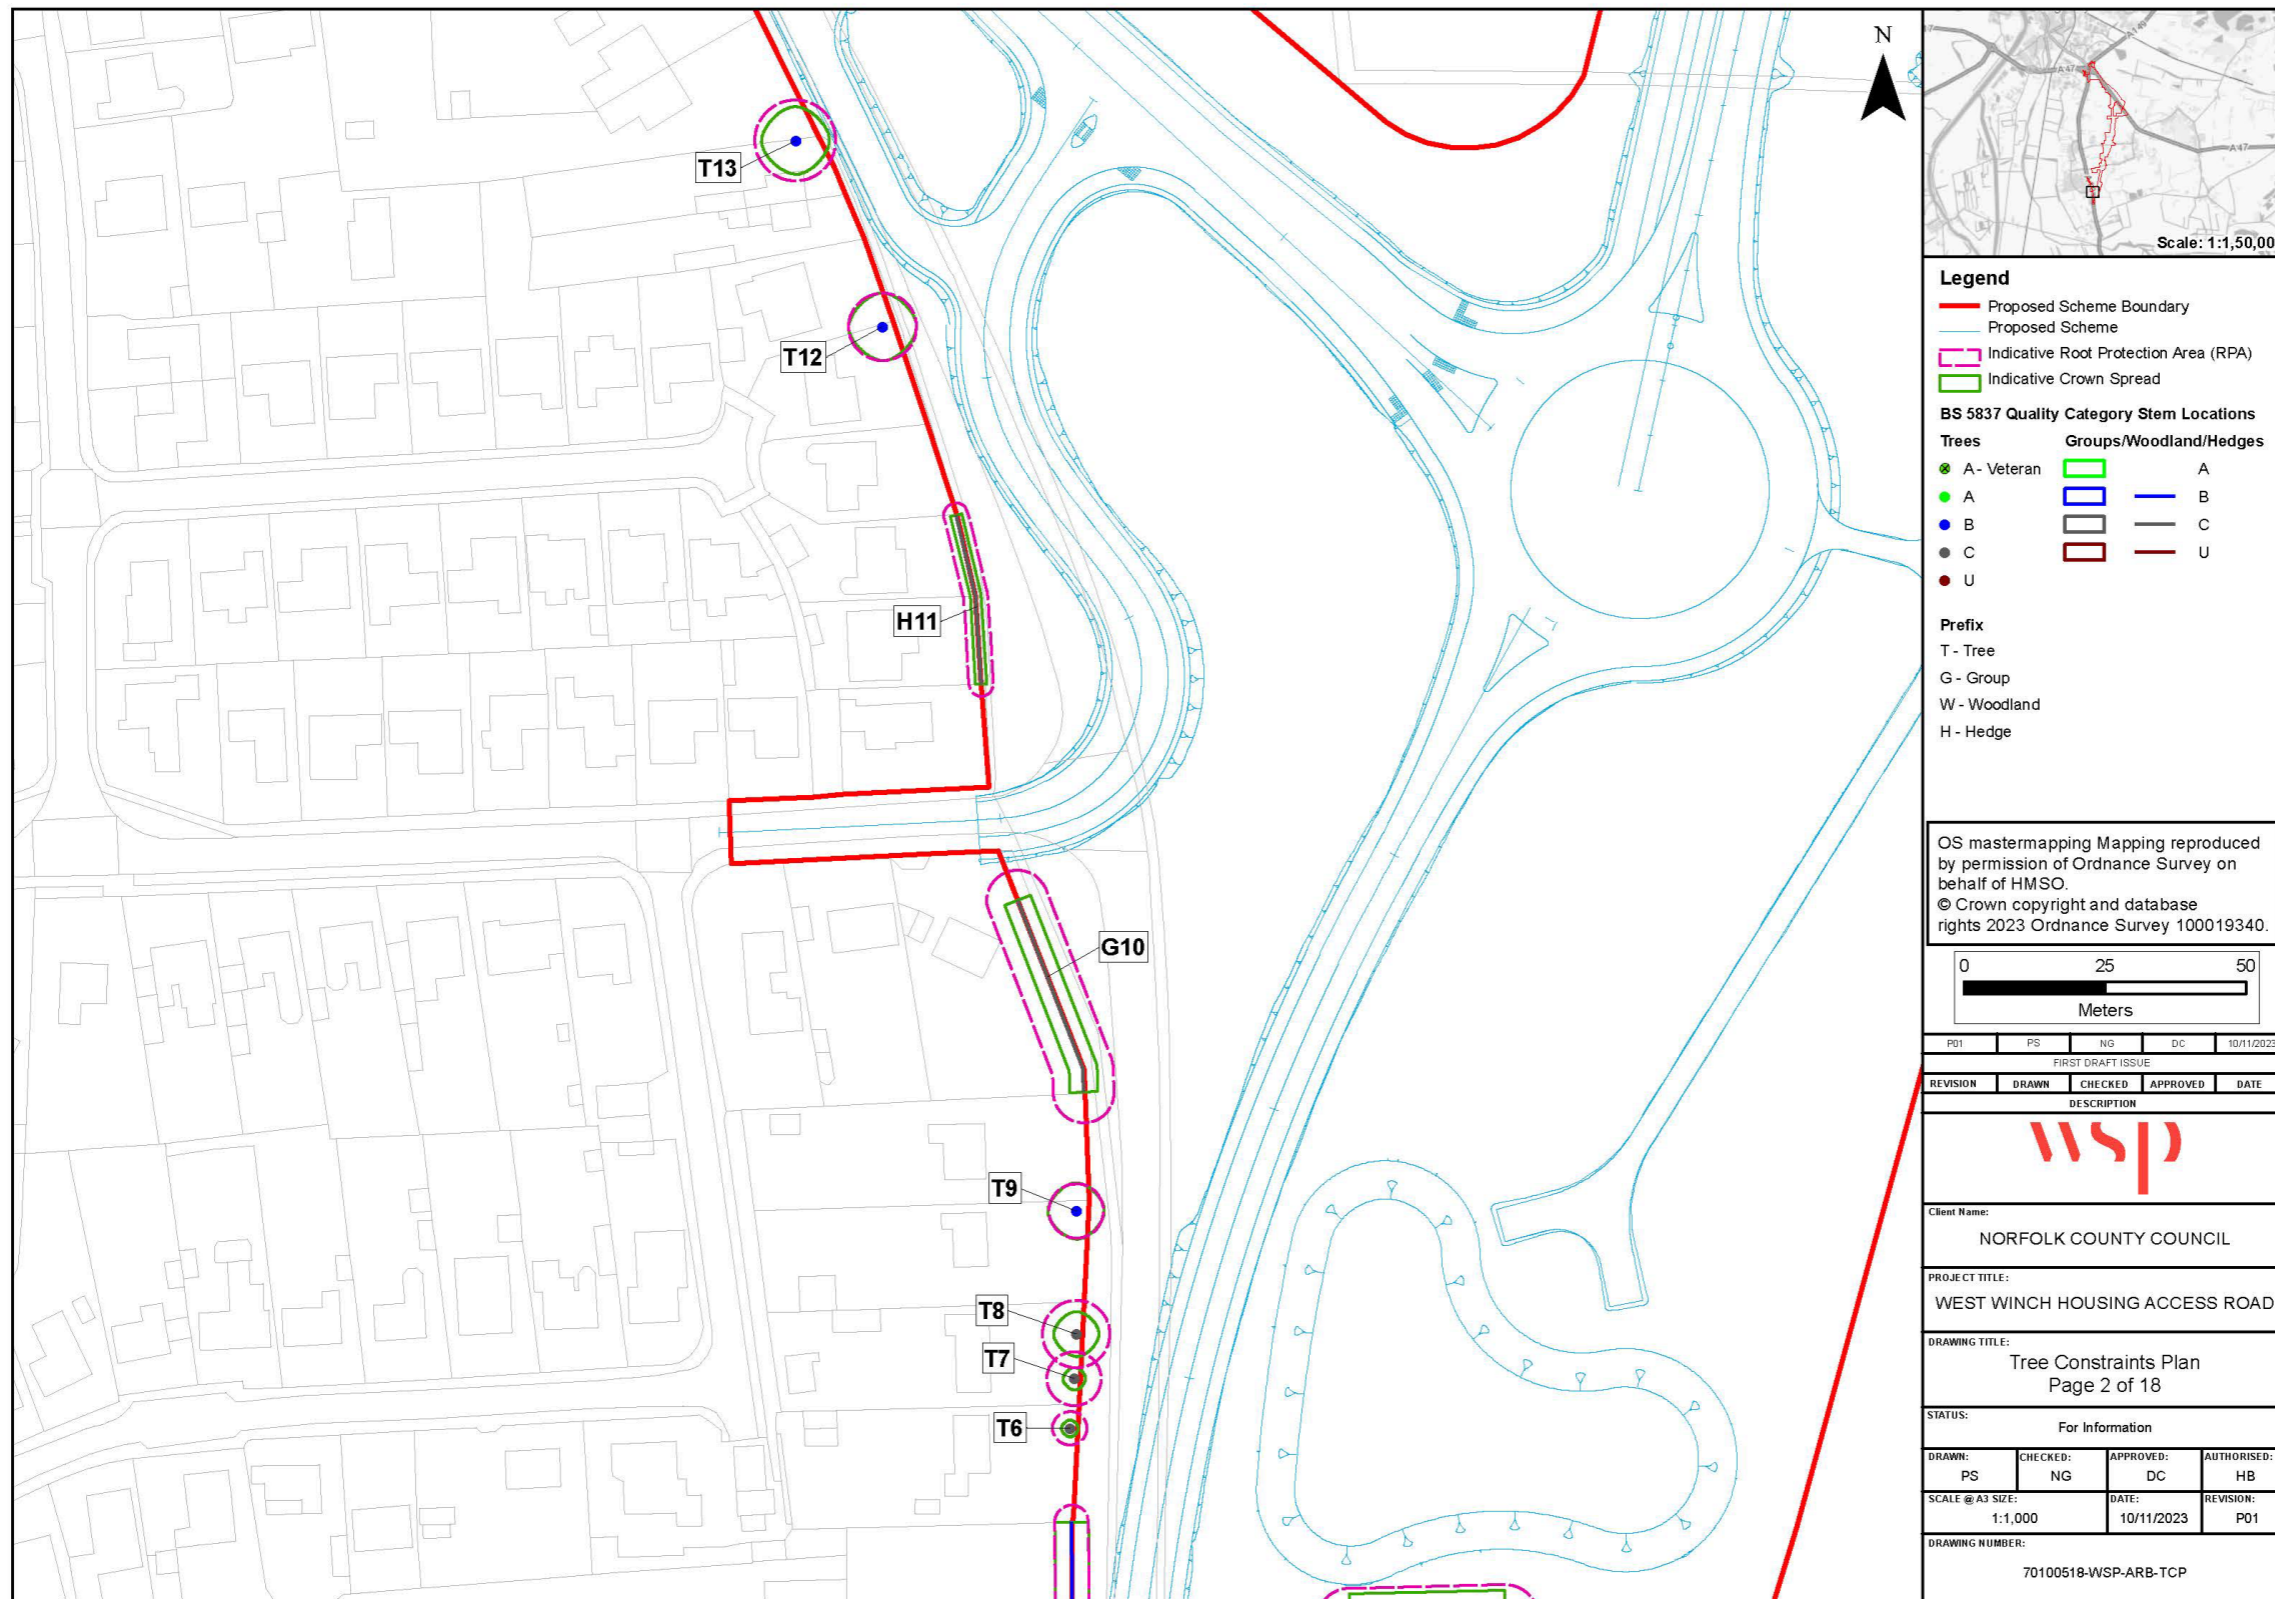 N
T13
T12
H11
G10
T9
T8
T7
T6
A47
A149
A47
Scale: 1:1,50,00
Legend
Proposed Scheme Boundary
Proposed Scheme
Indicative Root Protection Area (RPA)
Indicative Crown Spread
BS 5837 Quality Category Stem Locations
Trees Groups/Woodland/Hedges
A - Veteran A
A B
B C
C U
U
Prefix
T - Tree
G - Group
W - Woodland
H - Hedge
OS mastermapping Mapping reproduced
by permission of Ordnance Survey on
behalf of HMSO.
© Crown copyright and database
rights 2023 Ordnance Survey 100019340.
0 25 50
Meters
P01 PS NG DC 10/11/2023
FIRST DRAFT ISSUE
REVISION DRAWN CHECKED APPROVED DATE
DESCRIPTION
wsp
Client Name:
NORFOLK COUNTY COUNCIL
PROJECT TITLE:
WEST WINCH HOUSING ACCESS ROAD
DRAWING TITLE:
Tree Constraints Plan
Page 2 of 18
STATUS:
For Information
DRAWN: CHECKED: APPROVED: AUTHORISED:
PS NG DC HB
SCALE @ A3 SIZE: DATE: REVISION:
1:1,000 10/11/2023 P01
DRAWING NUMBER:
70100518-WSP-ARB-TCP